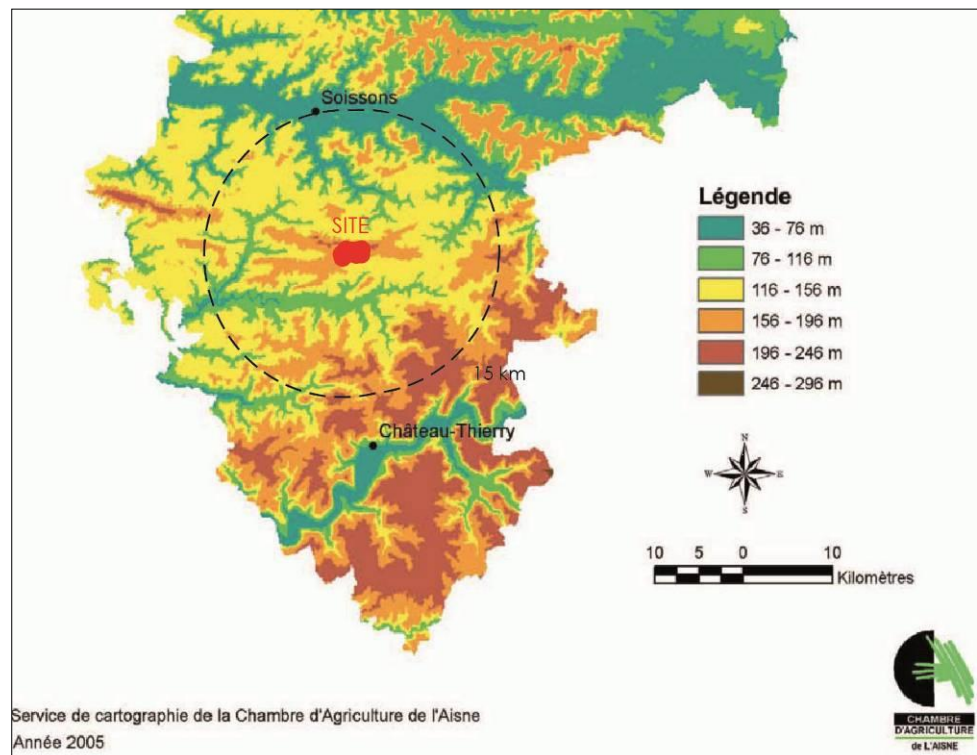 Soissons
SITE
15 km
Château-Thierry
Légende
36 - 76 m
76 - 116 m
116 - 156 m
156 - 196 m
196 - 246 m
246 - 296 m
N
W E
S
10 5 0 10
Kilomètres
Service de cartographie de la Chambre d'Agriculture de l'Aisne
Année 2005
CHAMBRE
D'AGRICULTURE
de L'AISNE